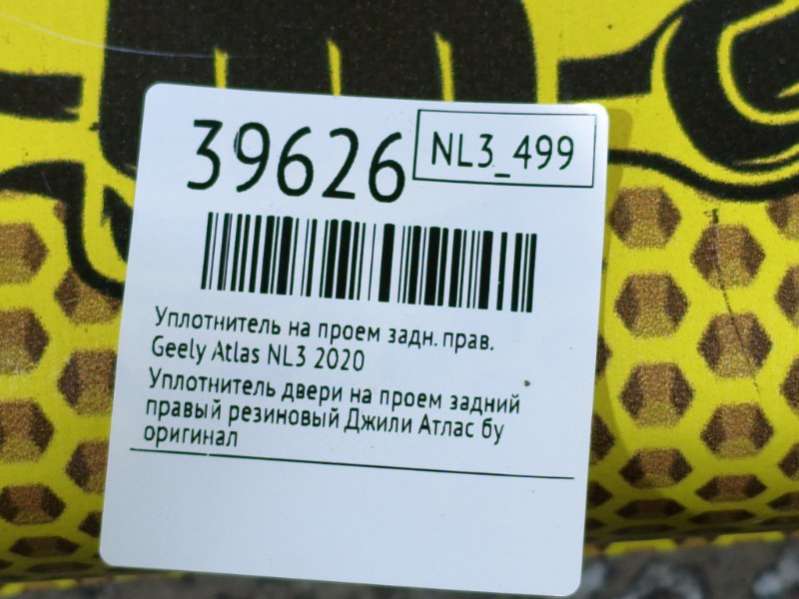 39626
NL3_499
Уплотнитель на проем задн. прав.
Geely Atlas NL3 2020
Уплотнитель двери на проем задний
правый резиновый Джили Атлас бу
оригинал